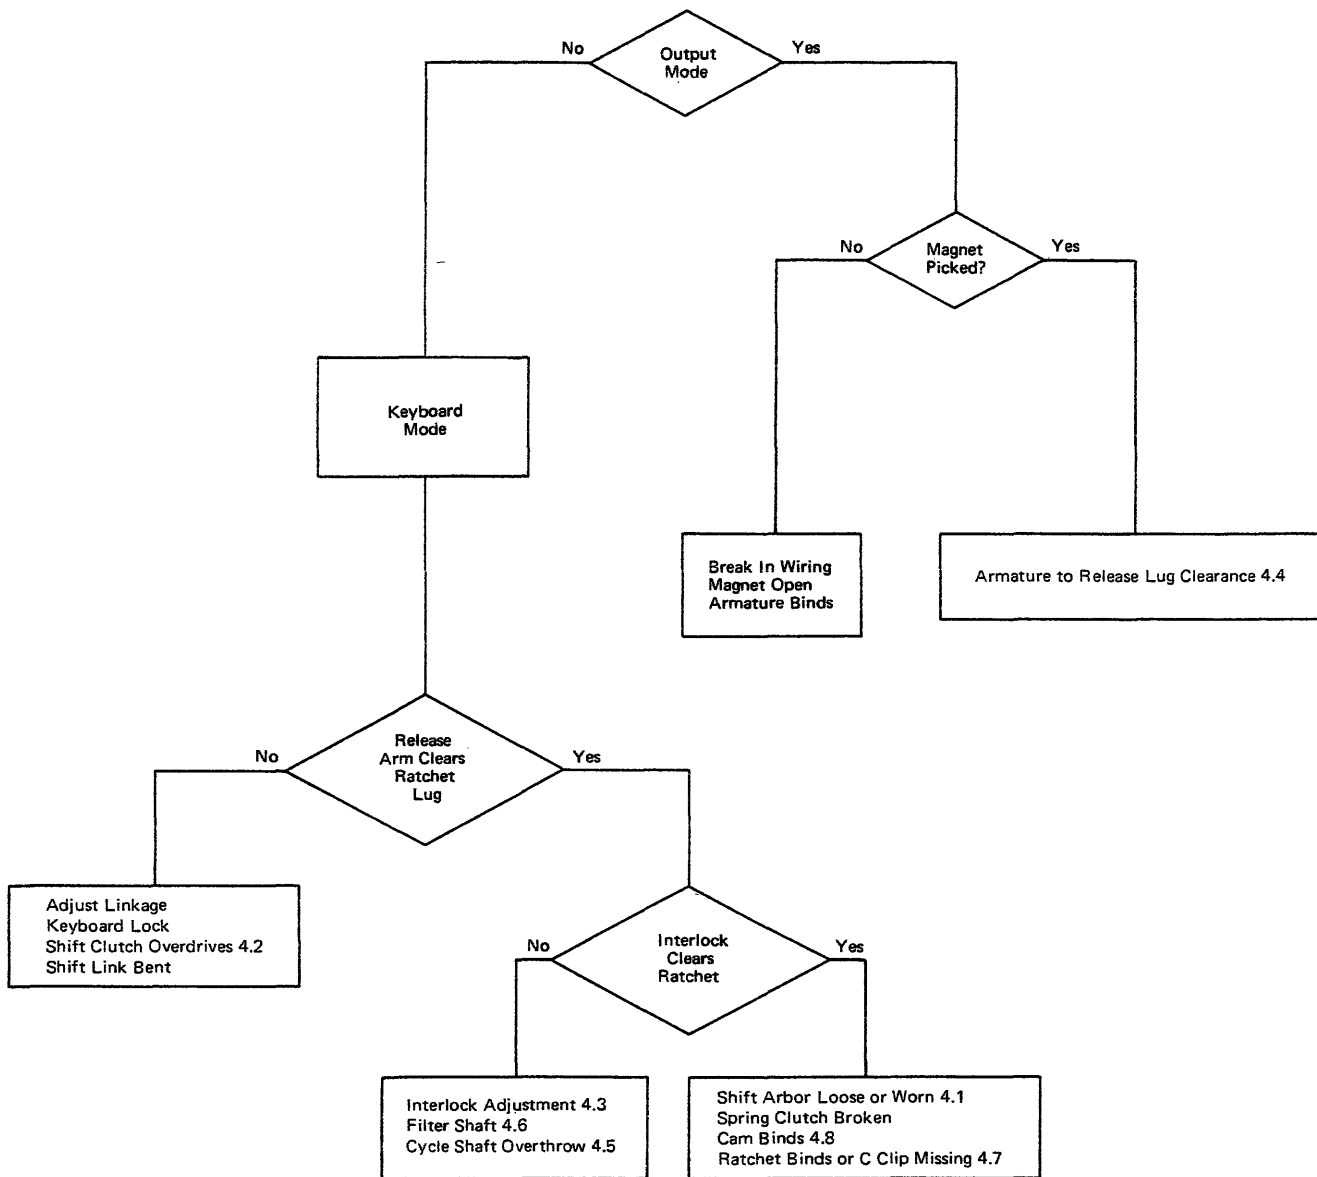 No
Output
Mode
Yes
No
Magnet
Picked?
Yes
Keyboard
Mode
Break In Wiring
Magnet Open
Armature Binds
Armature to Release Lug Clearance 4.4
No
Release
Arm Clears
Ratchet
Lug
Yes
Adjust Linkage
Keyboard Lock
Shift Clutch Overdrives 4.2
Shift Link Bent
No
Interlock
Clears
Ratchet
Yes
Interlock Adjustment 4.3
Filter Shaft 4.6
Cycle Shaft Overthrow 4.5
Shift Arbor Loose or Worn 4.1
Spring Clutch Broken
Cam Binds 4.8
Ratchet Binds or C Clip Missing 4.7